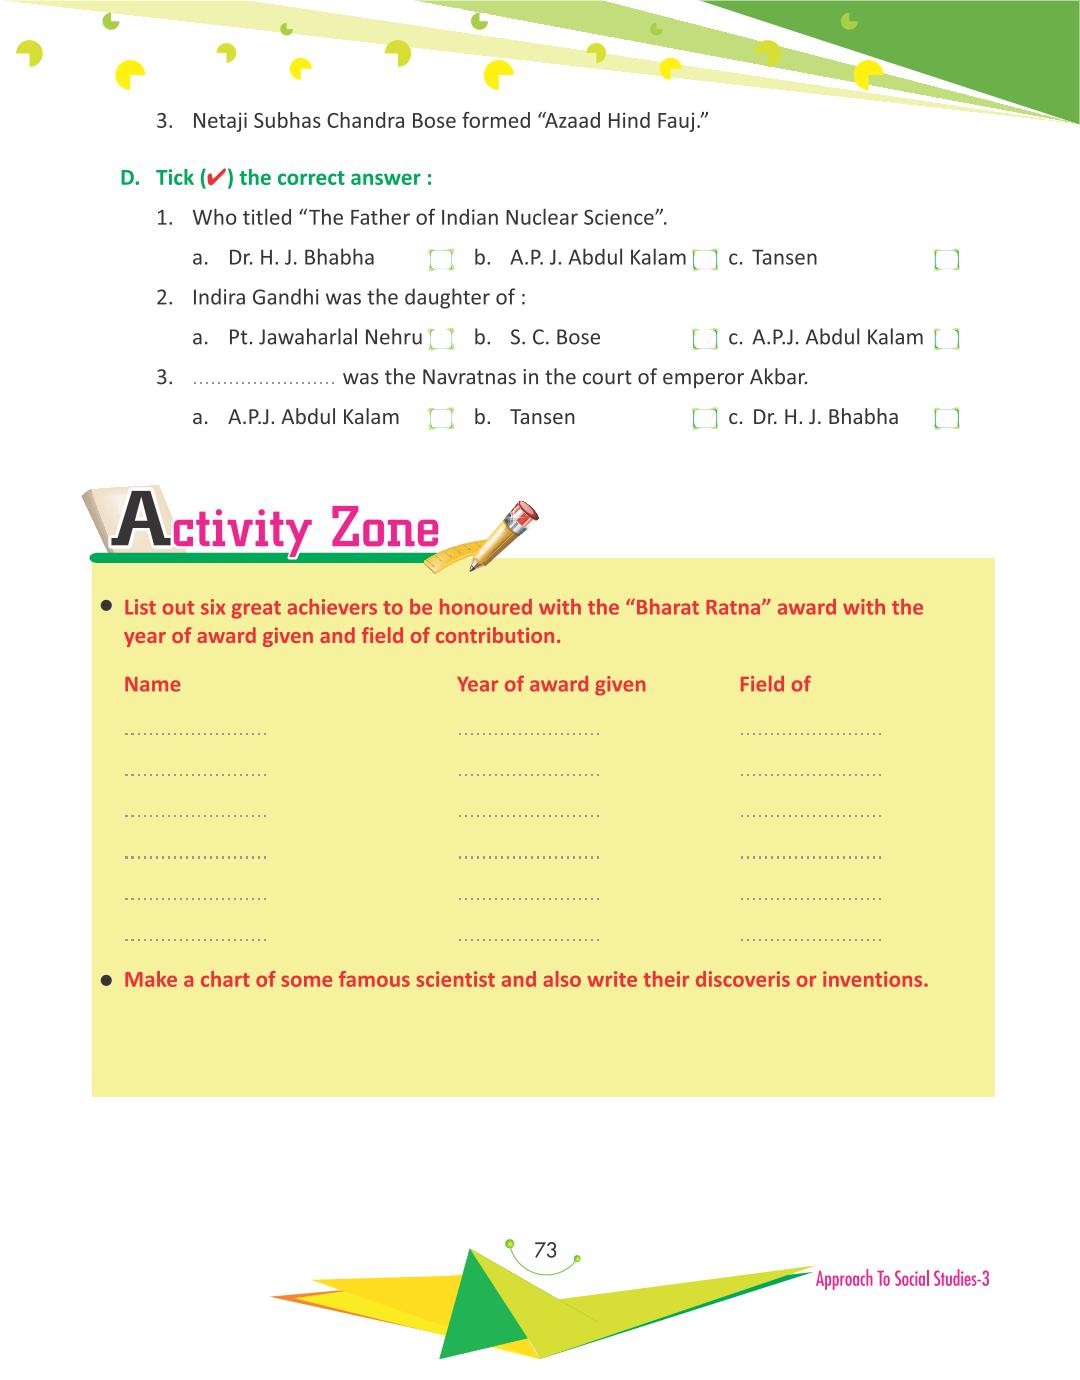 3. Netaji Subhas Chandra Bose formed “Azaad Hind Fauj.”
D. Tick (✔) the correct answer :
1. Who titled “The Father of Indian Nuclear Science”.
a. Dr. H. J. Bhabha b. A.P. J. Abdul Kalam c. Tansen
2. Indira Gandhi was the daughter of :
a. Pt. Jawaharlal Nehru b. S. C. Bose c. A.P.J. Abdul Kalam
3. ........................ was the Navratnas in the court of emperor Akbar.
a. A.P.J. Abdul Kalam b. Tansen c. Dr. H. J. Bhabha
Activity Zone
● List out six great achievers to be honoured with the “Bharat Ratna” award with the
year of award given and field of contribution.
Name Year of award given Field of
........................ ........................ ........................
........................ ........................ ........................
........................ ........................ ........................
........................ ........................ ........................
........................ ........................ ........................
........................ ........................ ........................
● Make a chart of some famous scientist and also write their discoveris or inventions.
73
Approach To Social Studies-3